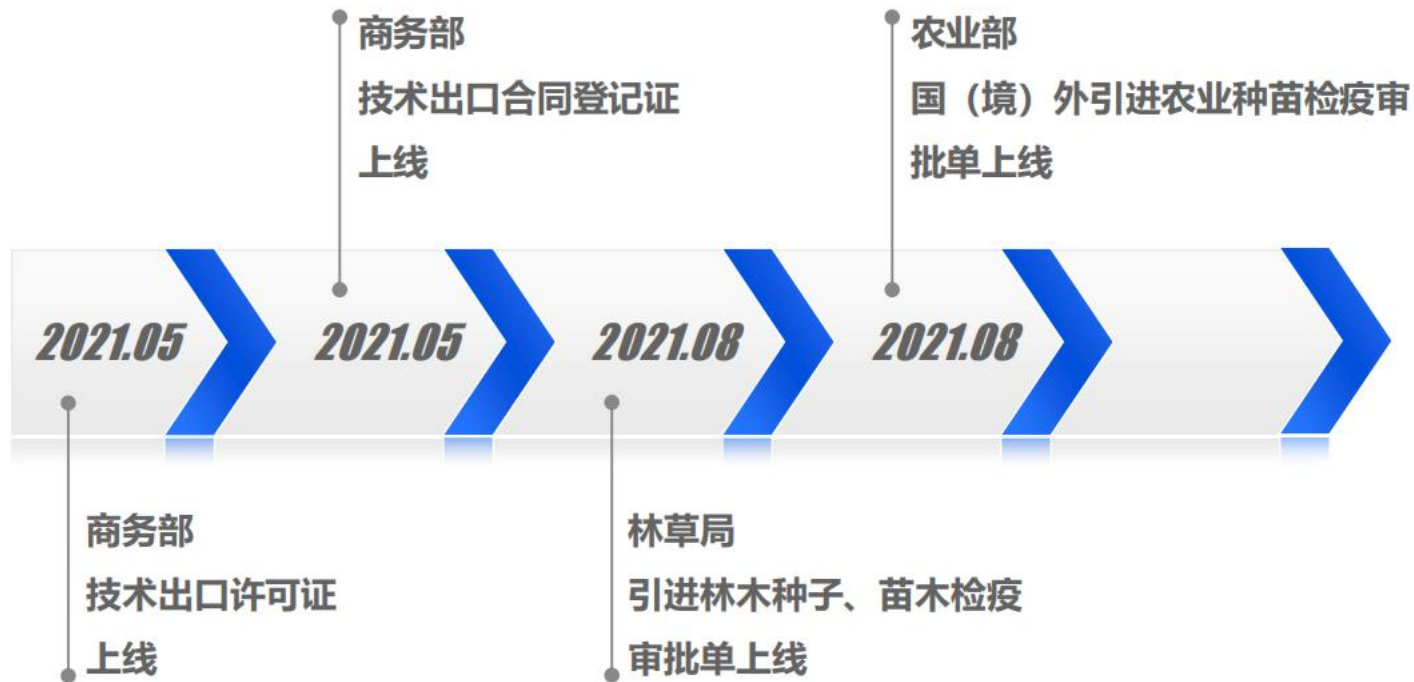 商务部
技术出口合同登记证
上线
农业部
国（境）外引进农业种苗检疫审
批单上线
2021.05
2021.05
2021.08
2021.08
商务部
技术出口许可证
上线
林草局
引进林木种子、苗木检疫
审批单上线